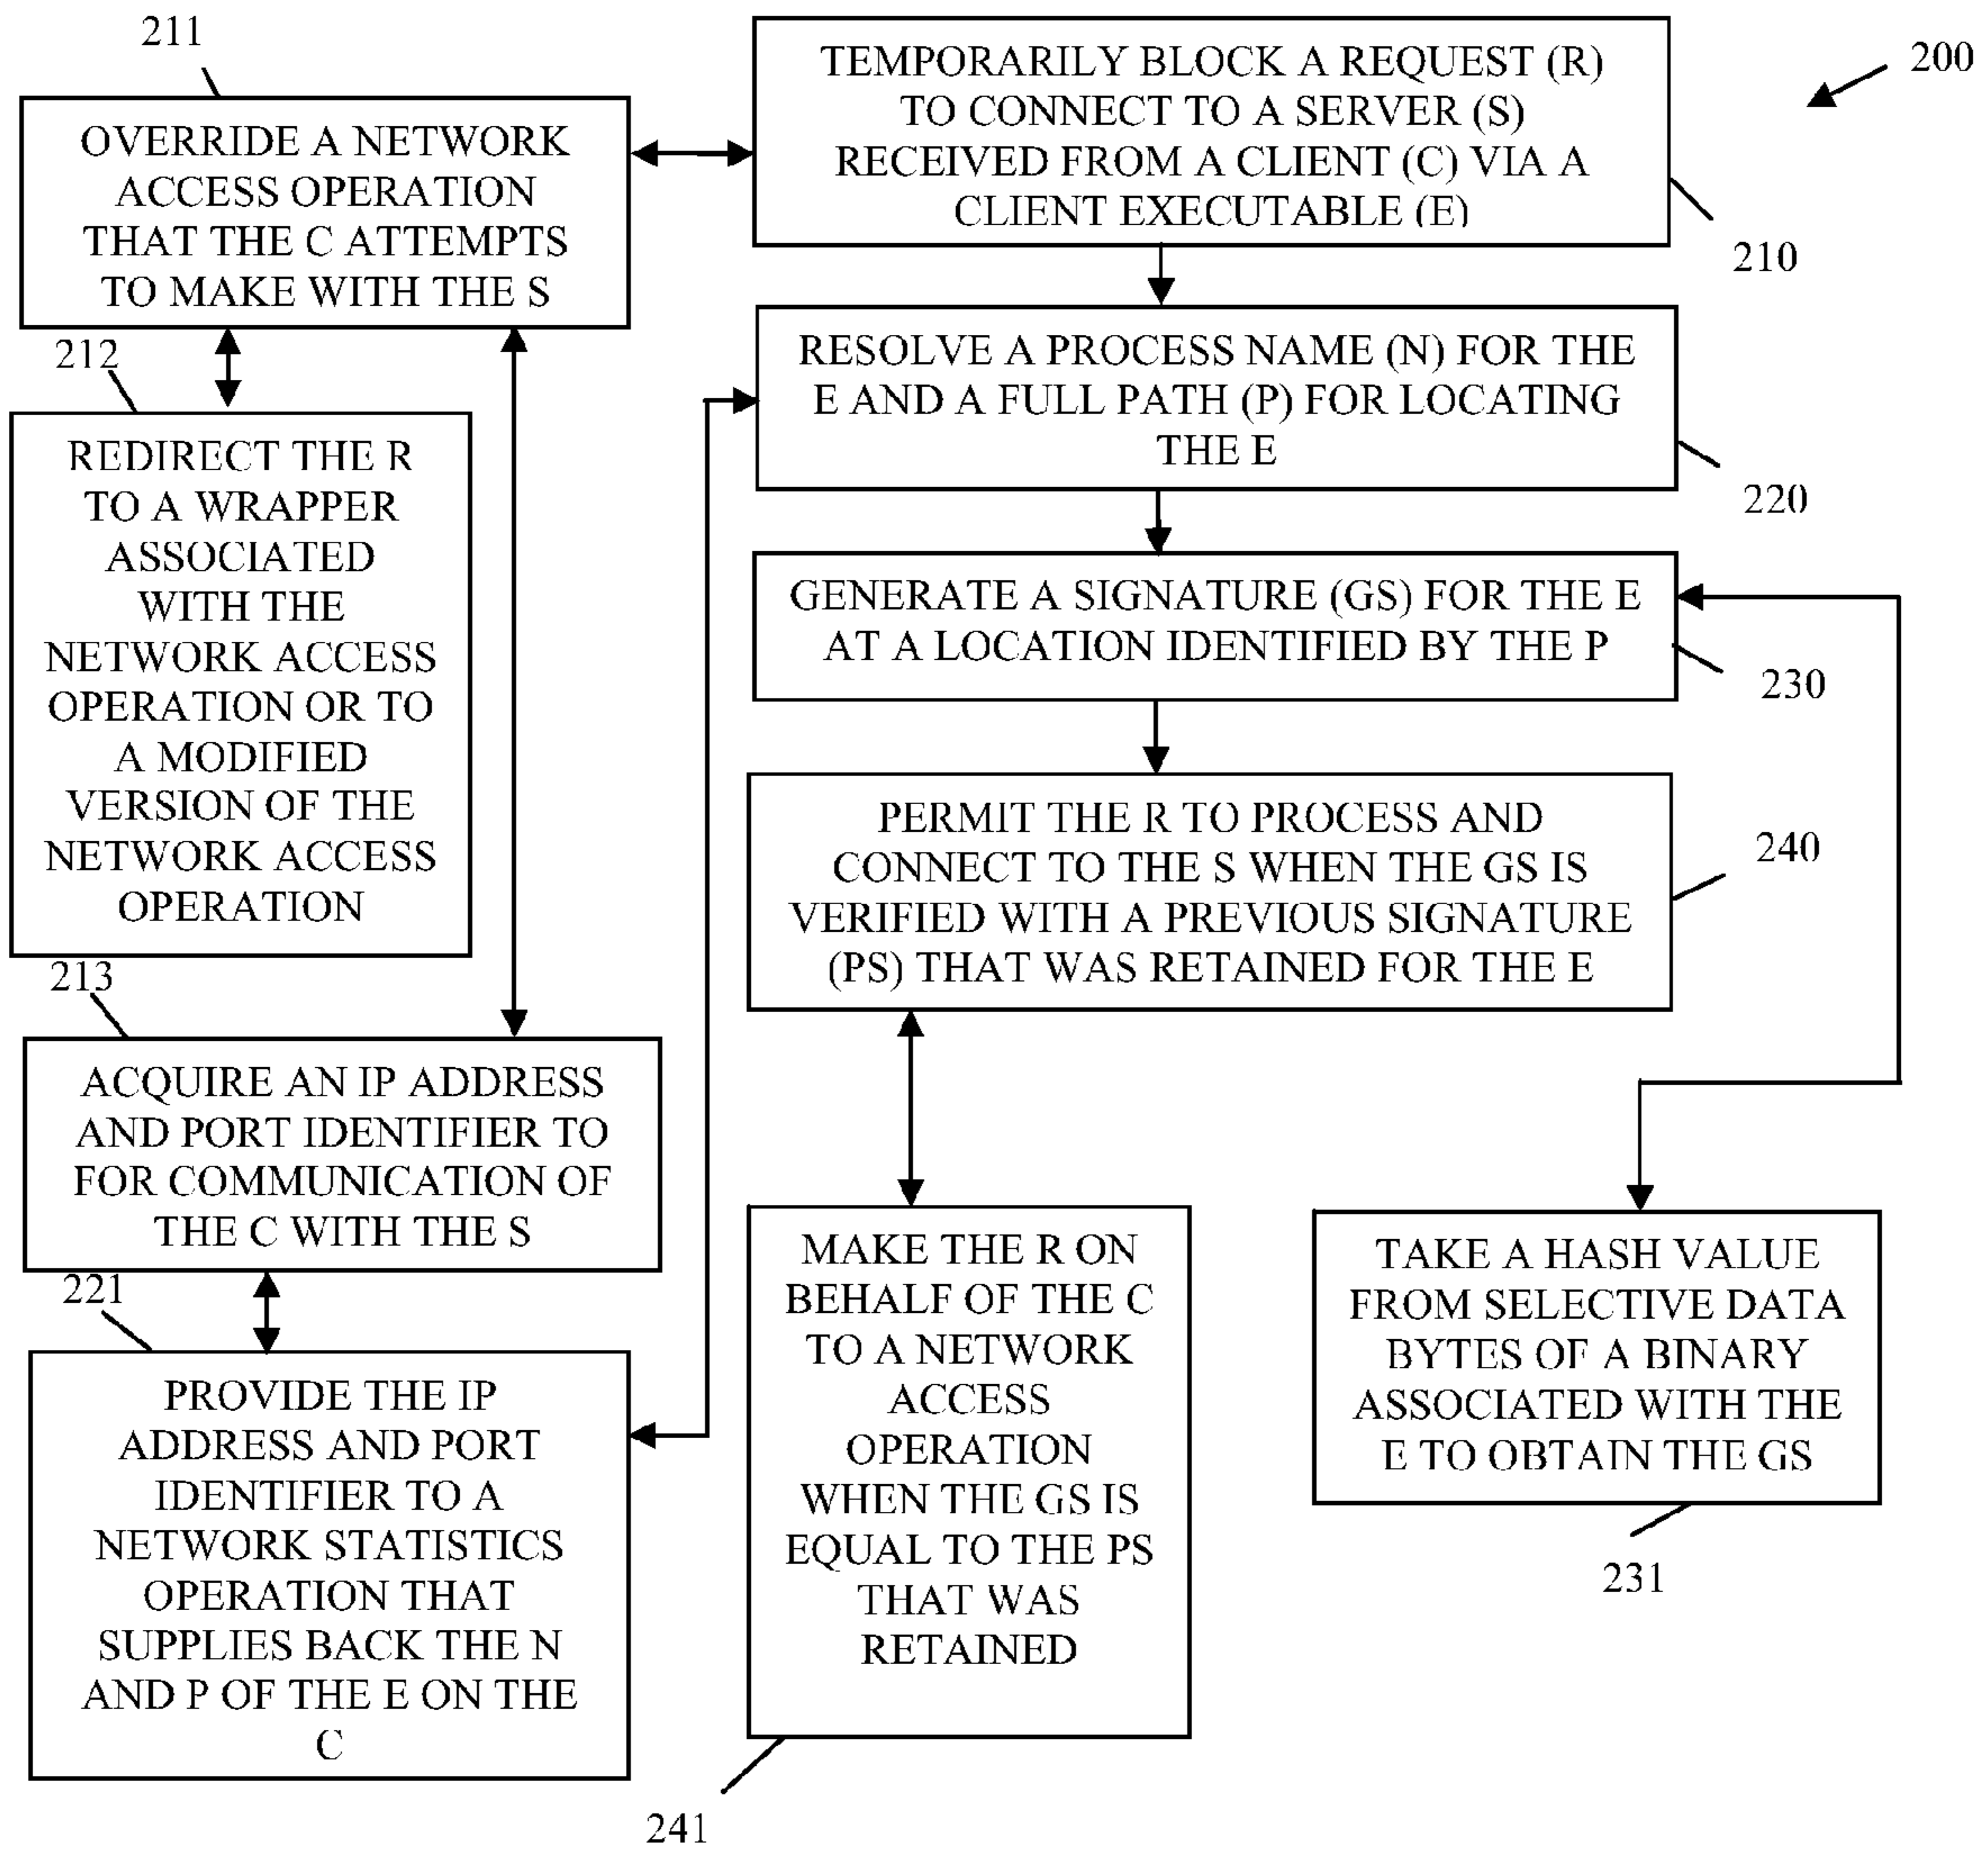 200
211
OVERRIDE A NETWORK
ACCESS OPERATION
THAT THE C ATTEMPTS
TO MAKE WITH THE S
TEMPORARILY BLOCK A REQUEST (R)
TO CONNECT TO A SERVER (S)
RECEIVED FROM A CLIENT (C) VIA A
CLIENT EXECUTABLE (E)
210
212
REDIRECT THE R
TO A WRAPPER
ASSOCIATED
WITH THE
NETWORK ACCESS
OPERATION OR TO
A MODIFIED
VERSION OF THE
NETWORK ACCESS
OPERATION
RESOLVE A PROCESS NAME (N) FOR THE
E AND A FULL PATH (P) FOR LOCATING
THE E
220
GENERATE A SIGNATURE (GS) FOR THE E
AT A LOCATION IDENTIFIED BY THE P
230
PERMIT THE R TO PROCESS AND
CONNECT TO THE S WHEN THE GS IS
VERIFIED WITH A PREVIOUS SIGNATURE
(PS) THAT WAS RETAINED FOR THE E
240
213
ACQUIRE AN IP ADDRESS
AND PORT IDENTIFIER TO
FOR COMMUNICATION OF
THE C WITH THE S
221
PROVIDE THE IP
ADDRESS AND PORT
IDENTIFIER TO A
NETWORK STATISTICS
OPERATION THAT
SUPPLIES BACK THE N
AND P OF THE E ON THE
C
MAKE THE R ON
BEHALF OF THE C
TO A NETWORK
ACCESS
OPERATION
WHEN THE GS IS
EQUAL TO THE PS
THAT WAS
RETAINED
241
TAKE A HASH VALUE
FROM SELECTIVE DATA
BYTES OF A BINARY
ASSOCIATED WITH THE
E TO OBTAIN THE GS
231